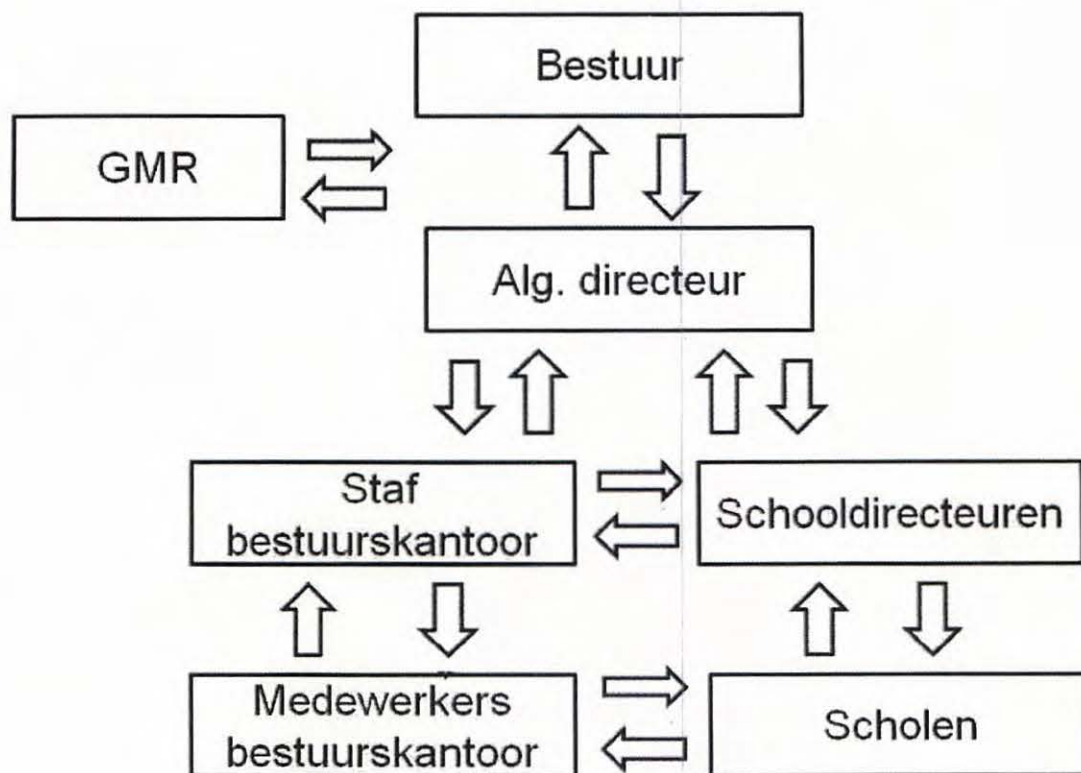 Bestuur
GMR
Alg. directeur
Staf
bestuurskantoor
Schooldirecteuren
Medewerkers
bestuurskantoor
Scholen